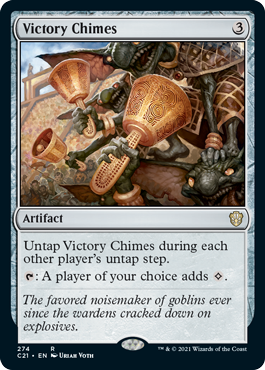 Victory Chimes 3
Artifact
Untap Victory Chimes during each
other player's untap step.
: A player of your choice adds .
The favored noisemaker of goblins ever
since the wardens cracked down on
explosives.
274 R
C21 • EN URIAH VOTH
™ & © 2021 Wizards of the Coast